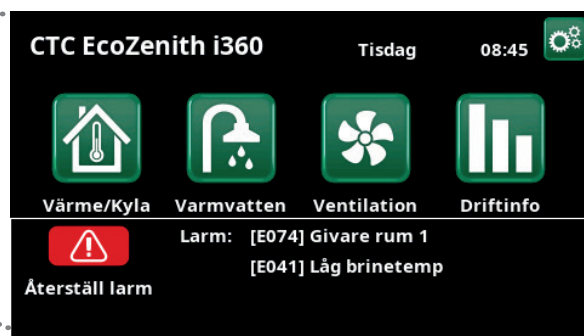 CTC EcoZenith i360 Tisdag 08:45
Värme/Kyla Varmvatten Ventilation Driftinfo
Larm: [E074] Givare rum 1
[E041] Låg brinetemp
Återställ larm